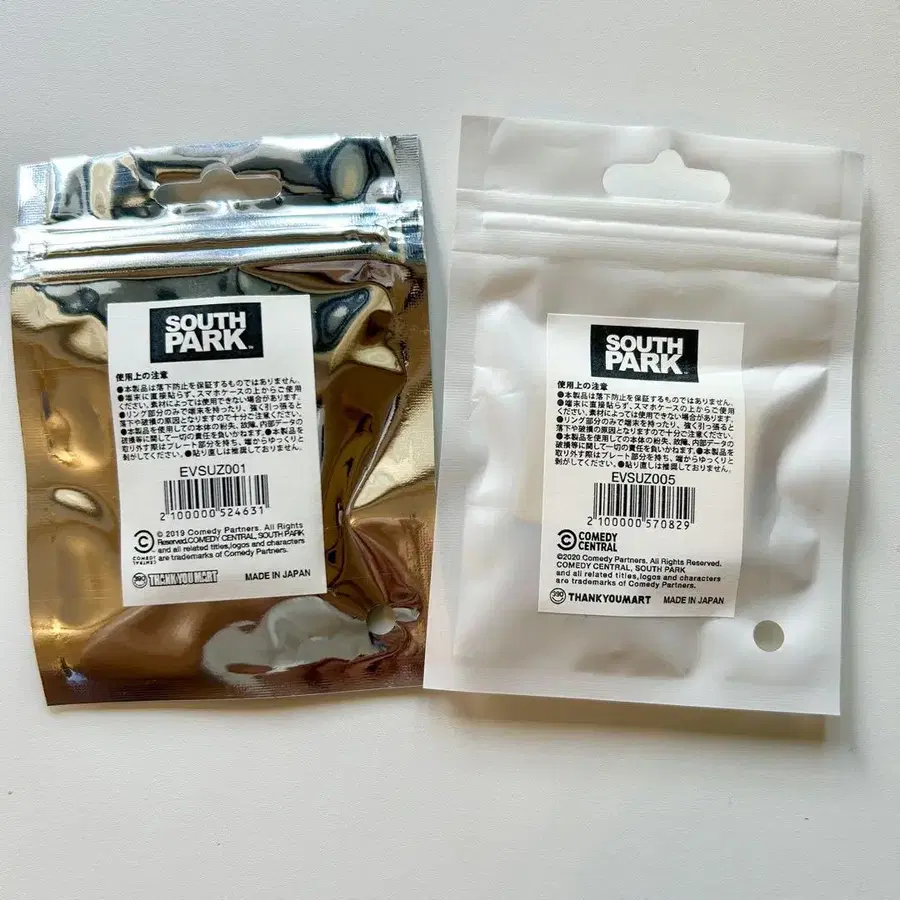 SOUTH
PARK™
使用上の注意
●本製品は落下防止を保証するものではありません。
●端末に直接貼らず、スマホケースの上からご使用
ください。素材によっては使用できない場合があります。
●リング部分のみで端末を持ったり、強く引っ張ると
落下や破損の原因となりますので十分ご注意ください。
●本製品を使用しての本体の紛失、故障、内部データの
破損等に関して一切の責任を負いかねます。●本製品を
取り外す際はプレート部分を持ち、端からゆっくりと
剥がしてください。●貼り直しは推奨しておりません。
EVSUZ001
2 100000 524631
© 2019 Comedy Partners. All Rights
Reserved.COMEDY CENTRAL, SOUTH PARK
and all related titles,logos and characters
are trademarks of Comedy Partners.
COMEDY
CENTRAL
390 THANKYOUMART
MADE IN JAPAN
SOUTH
PARK™
使用上の注意
●本製品は落下防止を保証するものではありません。
●端末に直接貼らず、スマホケースの上からご使用
ください。素材によっては使用できない場合があります。
●リング部分のみで端末を持ったり、強く引っ張ると
落下や破損の原因となりますので十分ご注意ください。
●本製品を使用しての本体の紛失、故障、内部データの
破損等に関して一切の責任を負いかねます。●本製品を
取り外す際はプレート部分を持ち、端からゆっくりと
剥がしてください。●貼り直しは推奨しておりません。
EVSUZ005
2 100000 570829
COMEDY
CENTRAL
©2020 Comedy Partners. All Rights Reserved.
COMEDY CENTRAL, SOUTH PARK
and all related titles,logos and characters
are trademarks of Comedy Partners.
390 THANKYOUMART MADE IN JAPAN